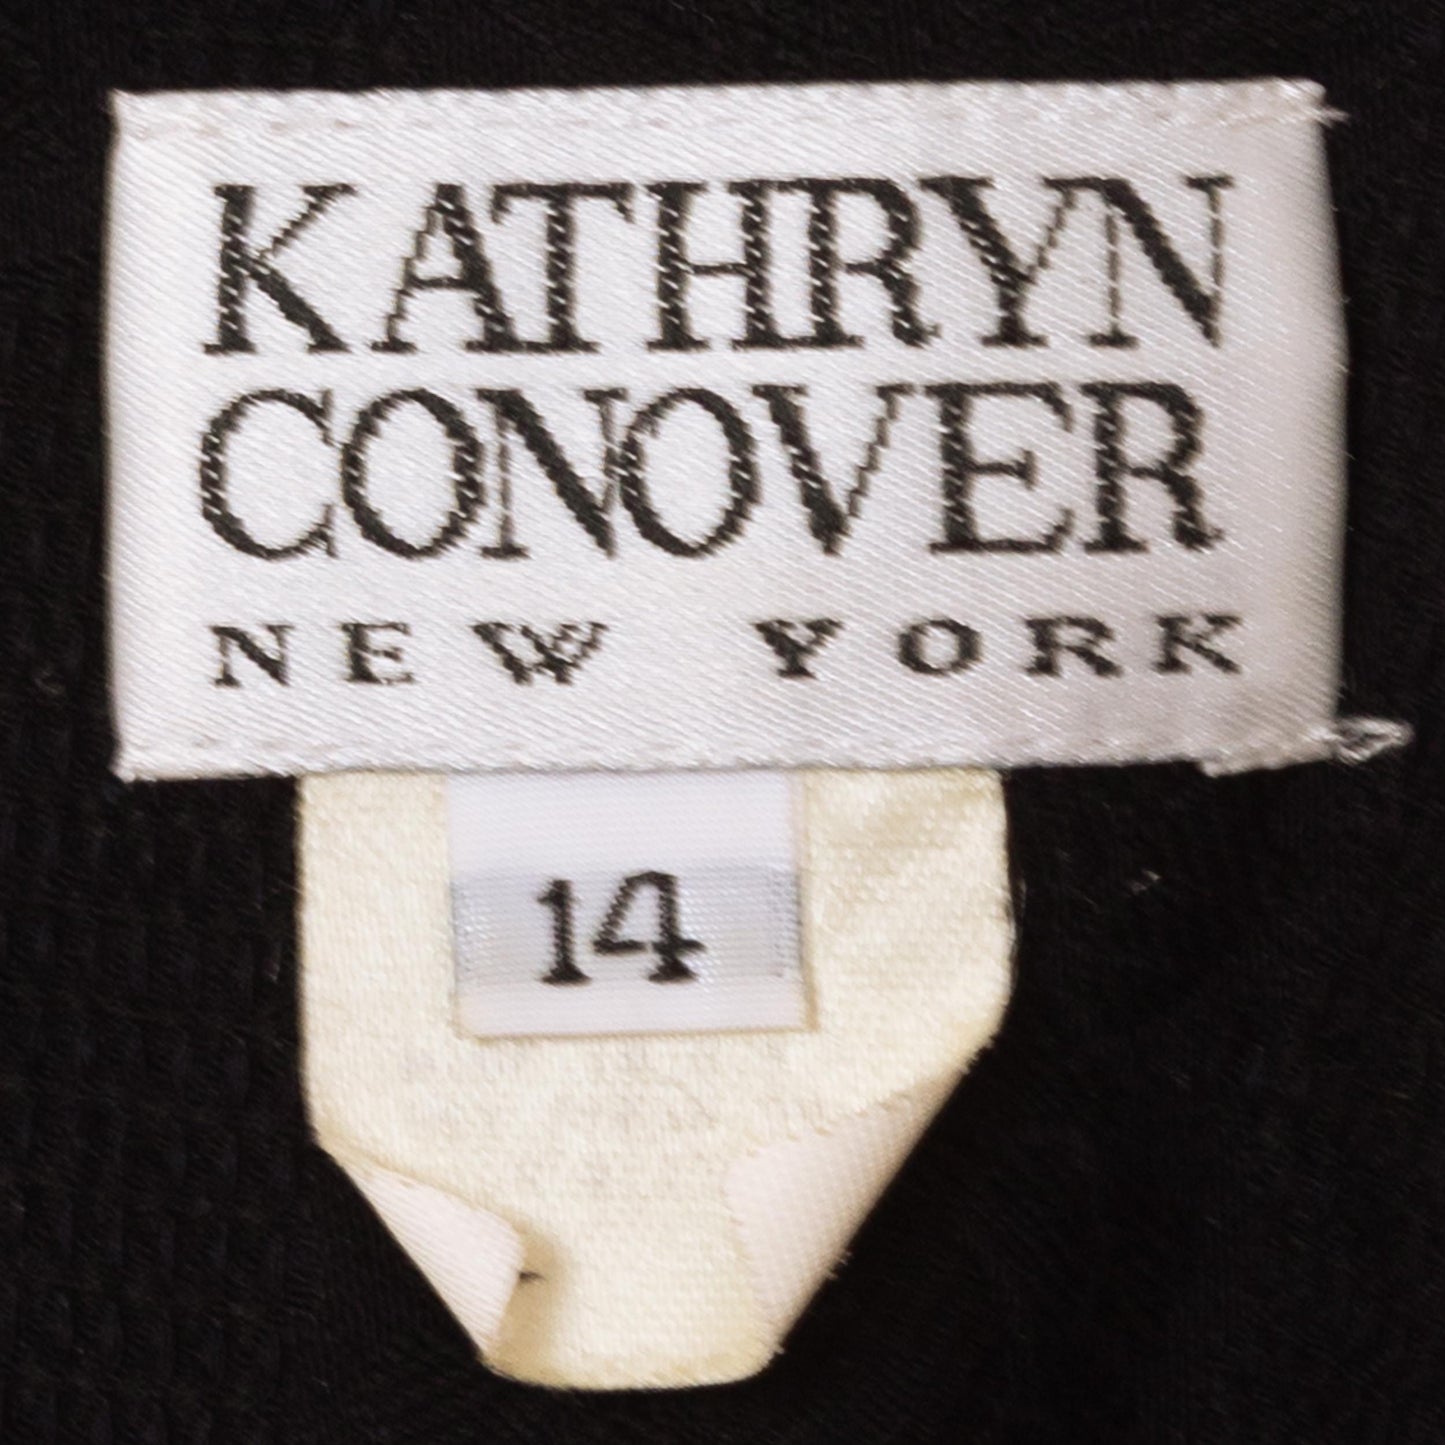 KATHRYN
CONOVER
NEW YORK
14